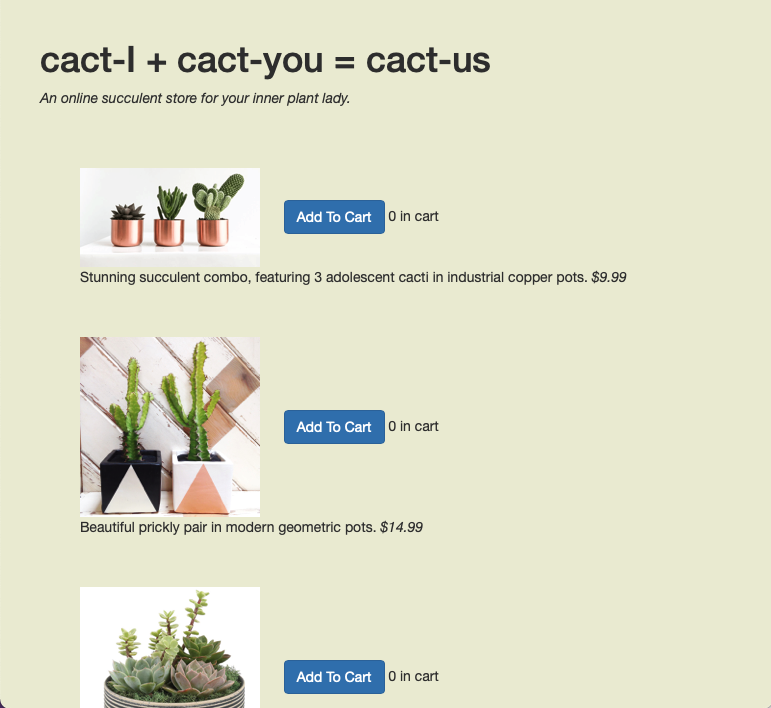 cact-I + cact-you = cact-us
An online succulent store for your inner plant lady.
Add To Cart 0 in cart
Stunning succulent combo, featuring 3 adolescent cacti in industrial copper pots. $9.99
Add To Cart 0 in cart
Beautiful prickly pair in modern geometric pots. $14.99
Add To Cart 0 in cart